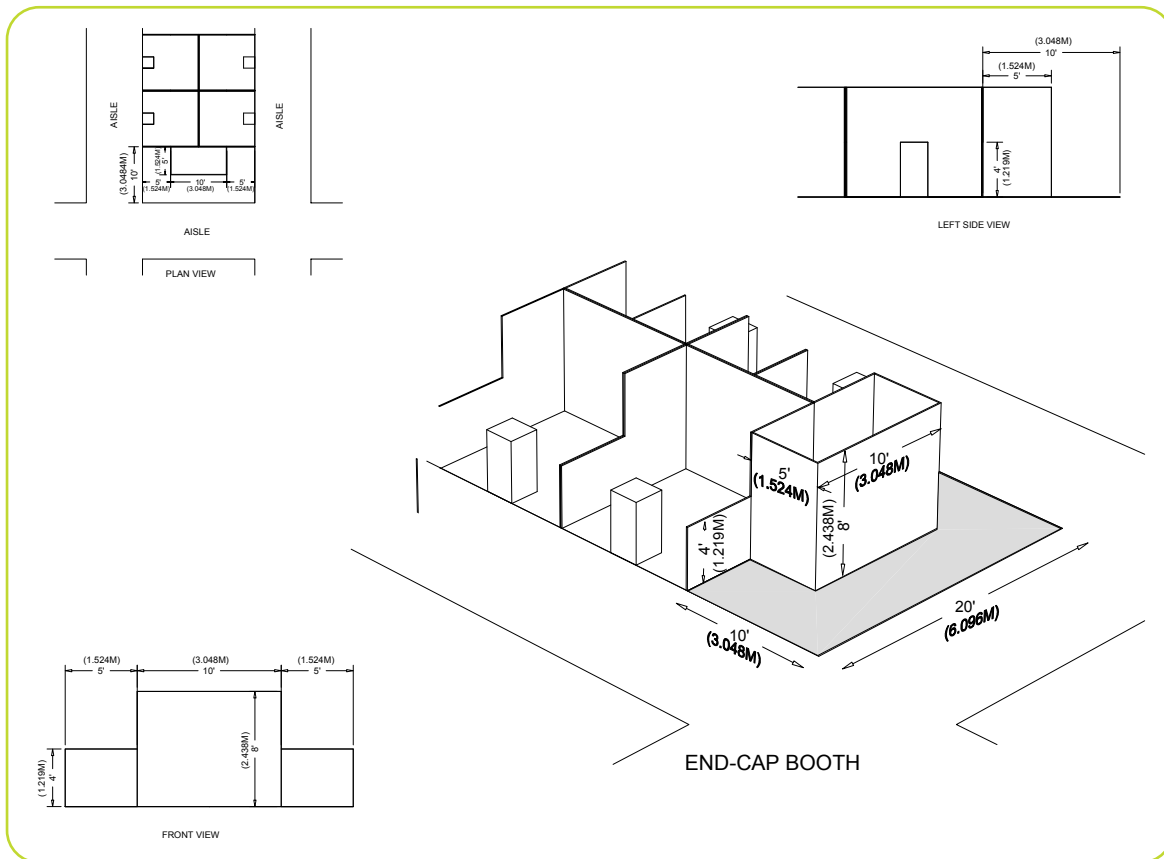 AISLE
AISLE
(3.0484M)
10'
(1.524M)
5'
5'
10'
5'
(1.524M)
(3.048M)
(1.524M)
AISLE
PLAN VIEW
(3.048M)
10'
(1.524M)
5'
4'
(1.219M)
LEFT SIDE VIEW
5'
(1.524M)
10'
(3.048M)
(2.438M)
8'
4'
(1.219M)
10'
(3.048M)
20'
(6.096M)
END-CAP BOOTH
(1.524M)
5'
(3.048M)
10'
(1.524M)
5'
(1.219M)
4'
(2.438M)
8'
FRONT VIEW